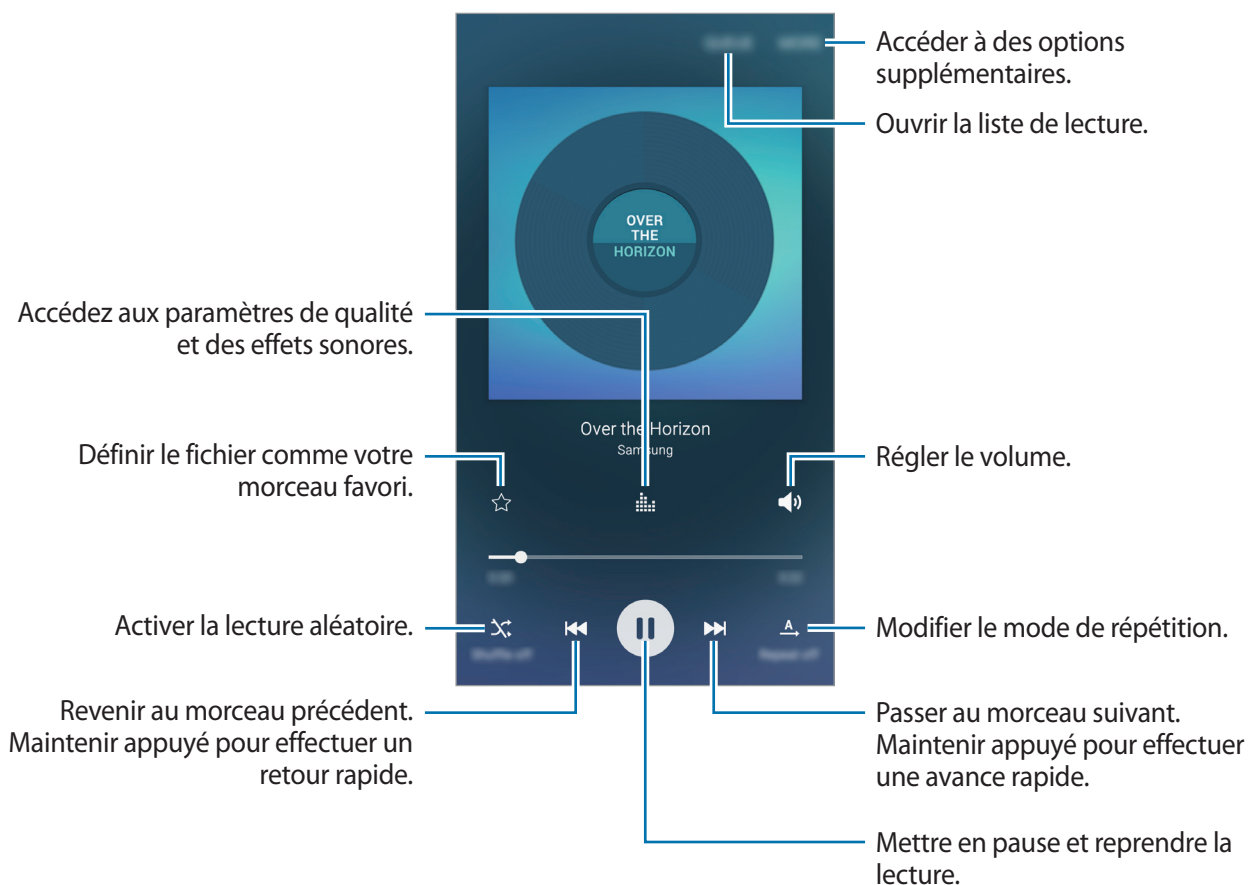 Accéder à des options
supplémentaires.
Ouvrir la liste de lecture.
OVER
THE
HORIZON
Accédez aux paramètres de qualité
et des effets sonores.
Over the Horizon
Samsung
Définir le fichier comme votre
morceau favori.
Régler le volume.
Activer la lecture aléatoire.
A
Modifier le mode de répétition.
Revenir au morceau précédent.
Maintenir appuyé pour effectuer un
retour rapide.
Passer au morceau suivant.
Maintenir appuyé pour effectuer
une avance rapide.
Mettre en pause et reprendre la
lecture.